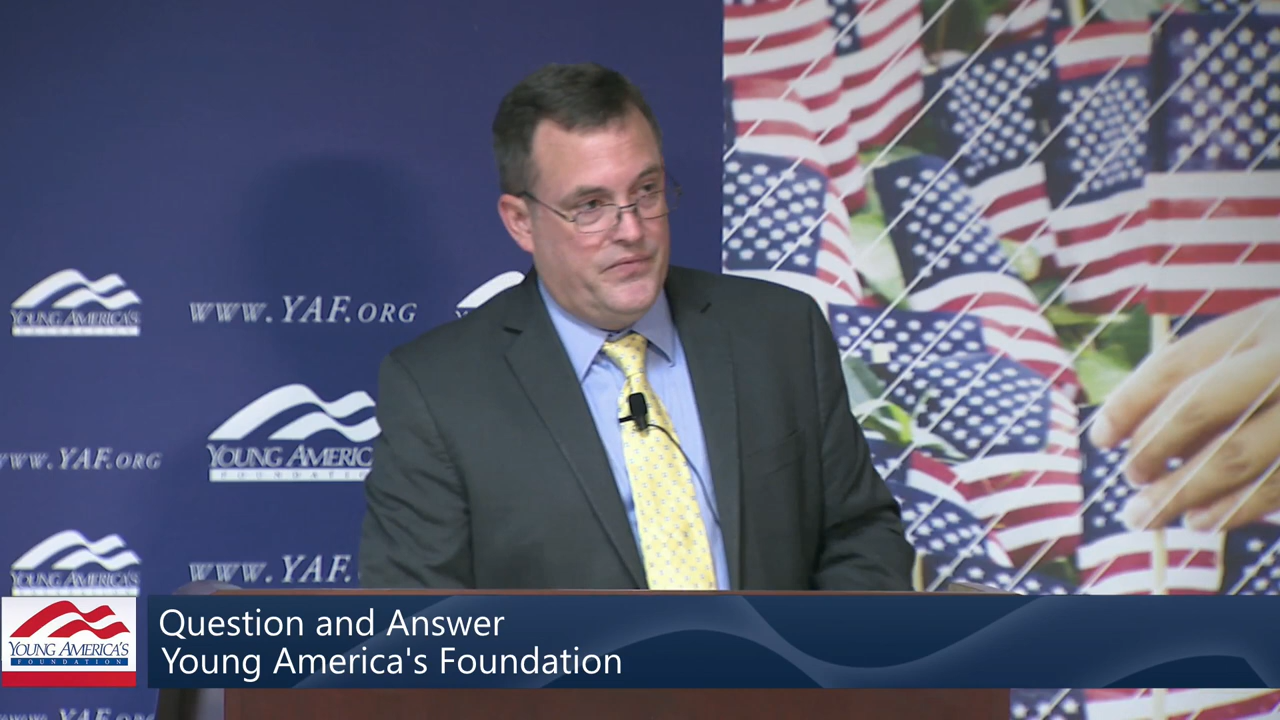 YOUNG AMERICA'S
FOUNDATION
WWW.YAF.ORG
YOUNG AMERICA
FOUNDATION
WWW.YAF.ORG
YOUNG AMERICA'S
WWW.YAF.
Question and Answer
Young America's Foundation
YOUNG AMERICA'S
FOUNDATION